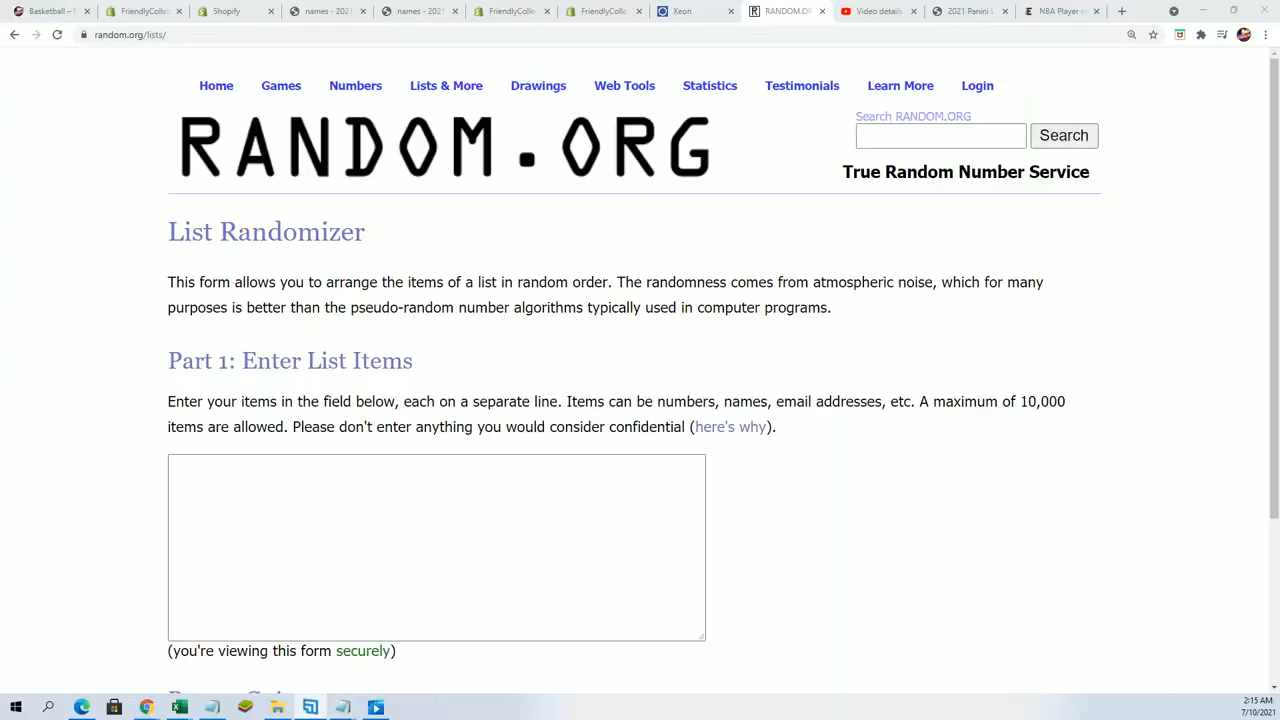 Basketball –
FriendlyColle
Shopify
names - 2021
names - 2021
FriendlyColle
FriendlyColle
Xeon
RANDOM.OR
Video details
2021 Panini
NBA Player
random.org/lists/
Home Games Numbers Lists & More Drawings Web Tools Statistics Testimonials Learn More Login
Search RANDOM.ORG
RANDOM.ORG
Search
True Random Number Service
List Randomizer
This form allows you to arrange the items of a list in random order. The randomness comes from atmospheric noise, which for many
purposes is better than the pseudo-random number algorithms typically used in computer programs.
Part 1: Enter List Items
Enter your items in the field below, each on a separate line. Items can be numbers, names, email addresses, etc. A maximum of 10,000
items are allowed. Please don't enter anything you would consider confidential (here's why).
(you're viewing this form securely)
2:15 AM
7/10/2021